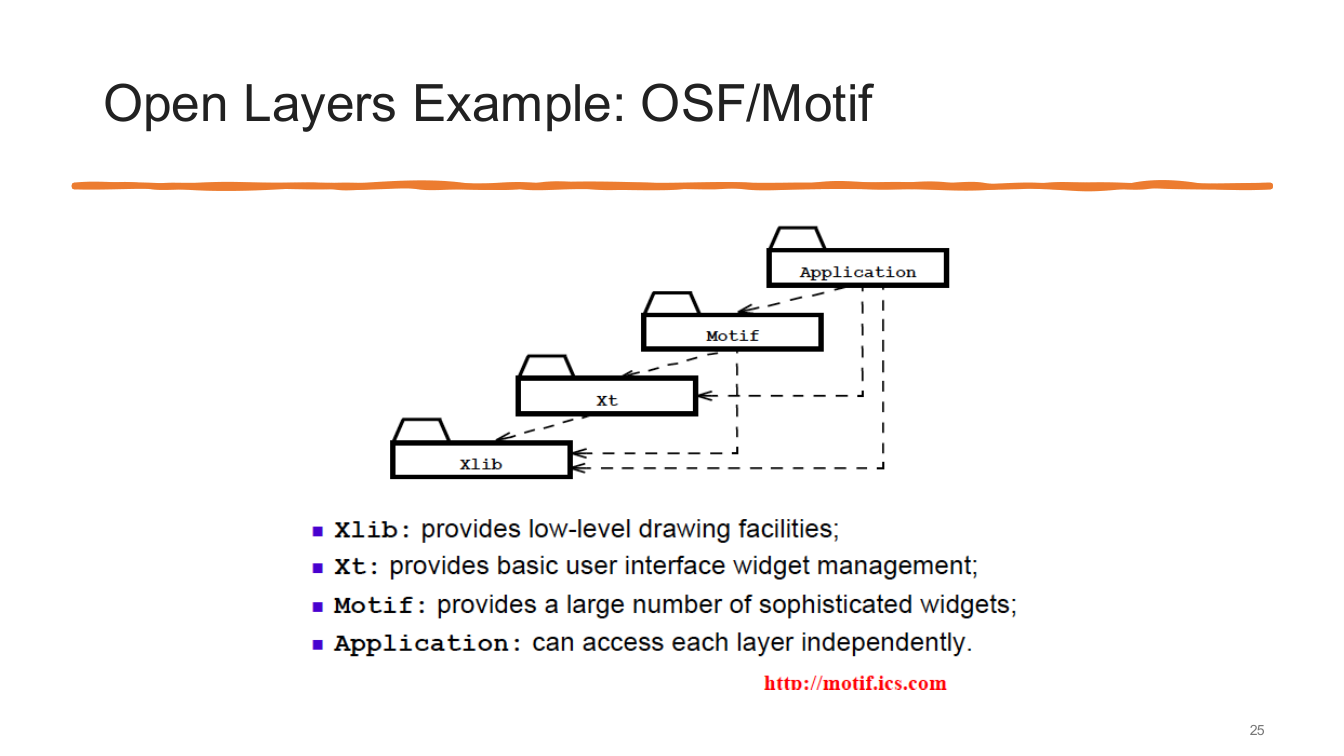 Open Layers Example: OSF/Motif
Application
Motif
Xt
Xlib
Xlib: provides low-level drawing facilities;
Xt: provides basic user interface widget management;
Motif: provides a large number of sophisticated widgets;
Application: can access each layer independently.
http://motif.ics.com
25